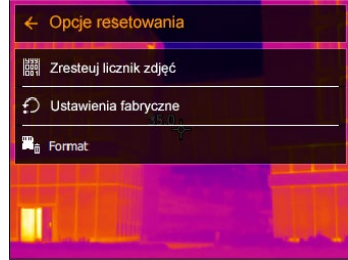 Opcje resetowania
Zresteuj licznik zdjęć
Ustawienia fabryczne
35.0
Format